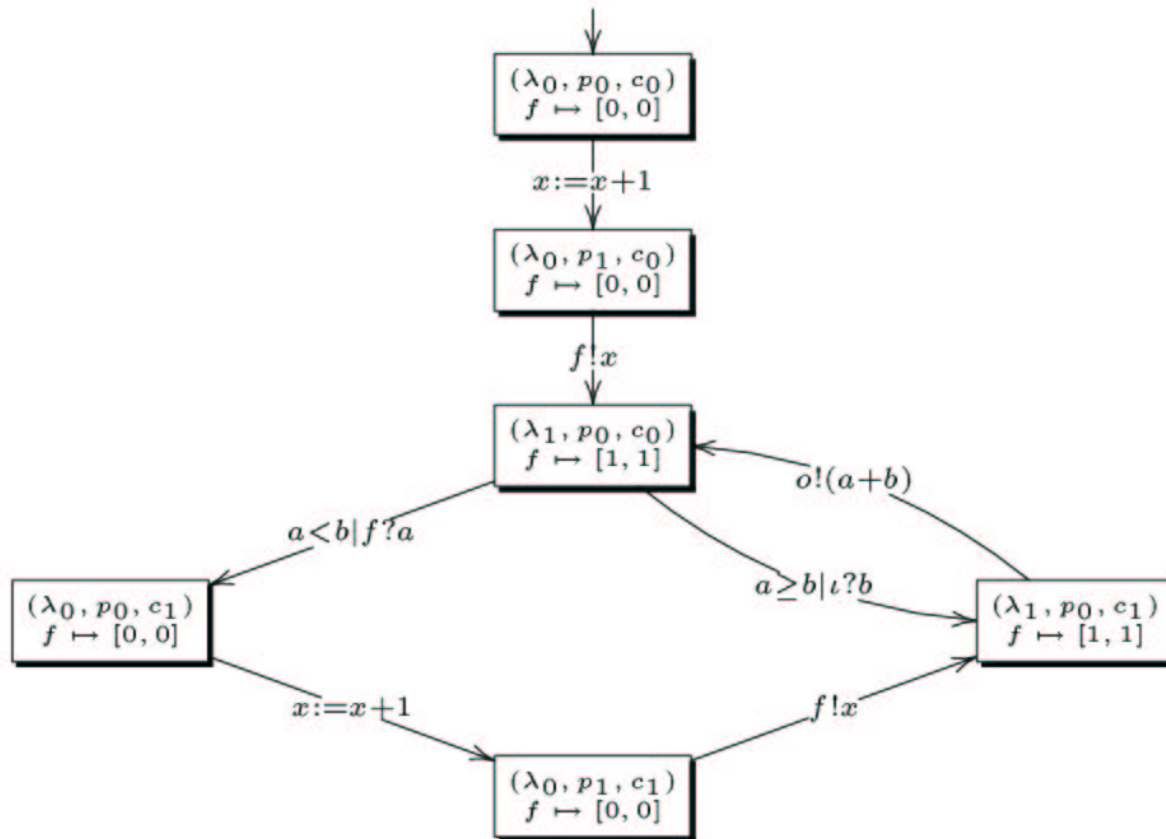 (λ₀, p₀, c₀)
f ↦ [0, 0]
x:=x+1
(λ₀, p₁, c₀)
f ↦ [0, 0]
f!x
(λ₁, p₀, c₀)
f ↦ [1, 1]
o!(a+b)
a<b|f?a
a≥b|ι?b
(λ₀, p₀, c₁)
f ↦ [0, 0]
(λ₁, p₀, c₁)
f ↦ [1, 1]
x:=x+1
f!x
(λ₀, p₁, c₁)
f ↦ [0, 0]